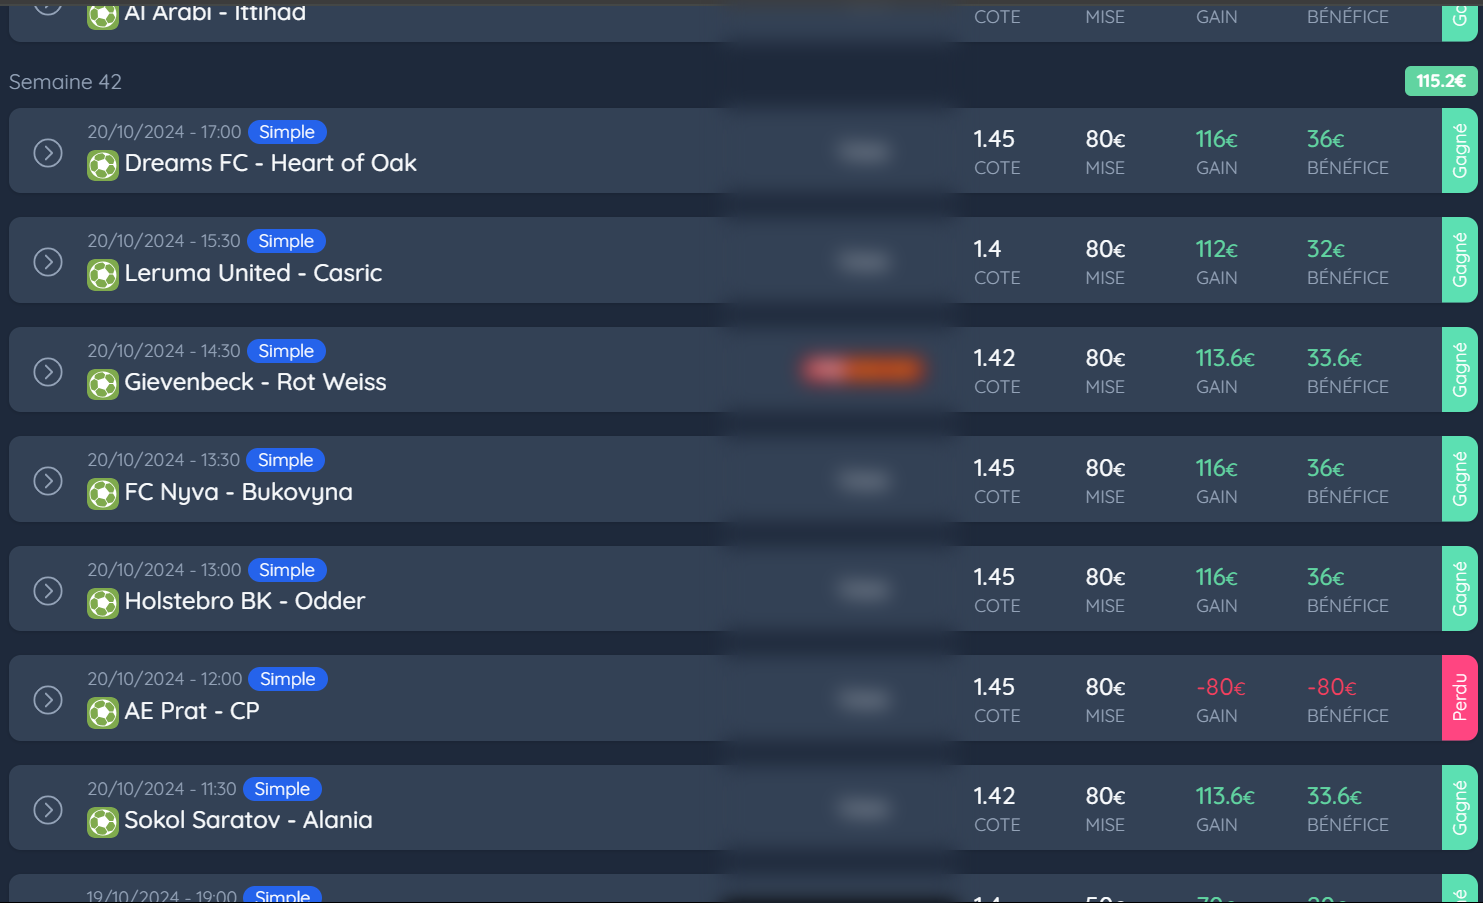 Al Arabi - Ittihad
COTE MISE GAIN BÉNÉFICE
Semaine 42 115.2€
20/10/2024 - 17:00 Simple
Dreams FC - Heart of Oak
1.45 80€ 116€ 36€
COTE MISE GAIN BÉNÉFICE
Gagné
20/10/2024 - 15:30 Simple
Leruma United - Casric
1.4 80€ 112€ 32€
COTE MISE GAIN BÉNÉFICE
Gagné
20/10/2024 - 14:30 Simple
Gievenbeck - Rot Weiss
1.42 80€ 113.6€ 33.6€
COTE MISE GAIN BÉNÉFICE
Gagné
20/10/2024 - 13:30 Simple
FC Nyva - Bukovyna
1.45 80€ 116€ 36€
COTE MISE GAIN BÉNÉFICE
Gagné
20/10/2024 - 13:00 Simple
Holstebro BK - Odder
1.45 80€ 116€ 36€
COTE MISE GAIN BÉNÉFICE
Gagné
20/10/2024 - 12:00 Simple
AE Prat - CP
1.45 80€ -80€ -80€
COTE MISE GAIN BÉNÉFICE
Perdu
20/10/2024 - 11:30 Simple
Sokol Saratov - Alania
1.42 80€ 113.6€ 33.6€
COTE MISE GAIN BÉNÉFICE
Gagné
19/10/2024 - 19:00 Simple